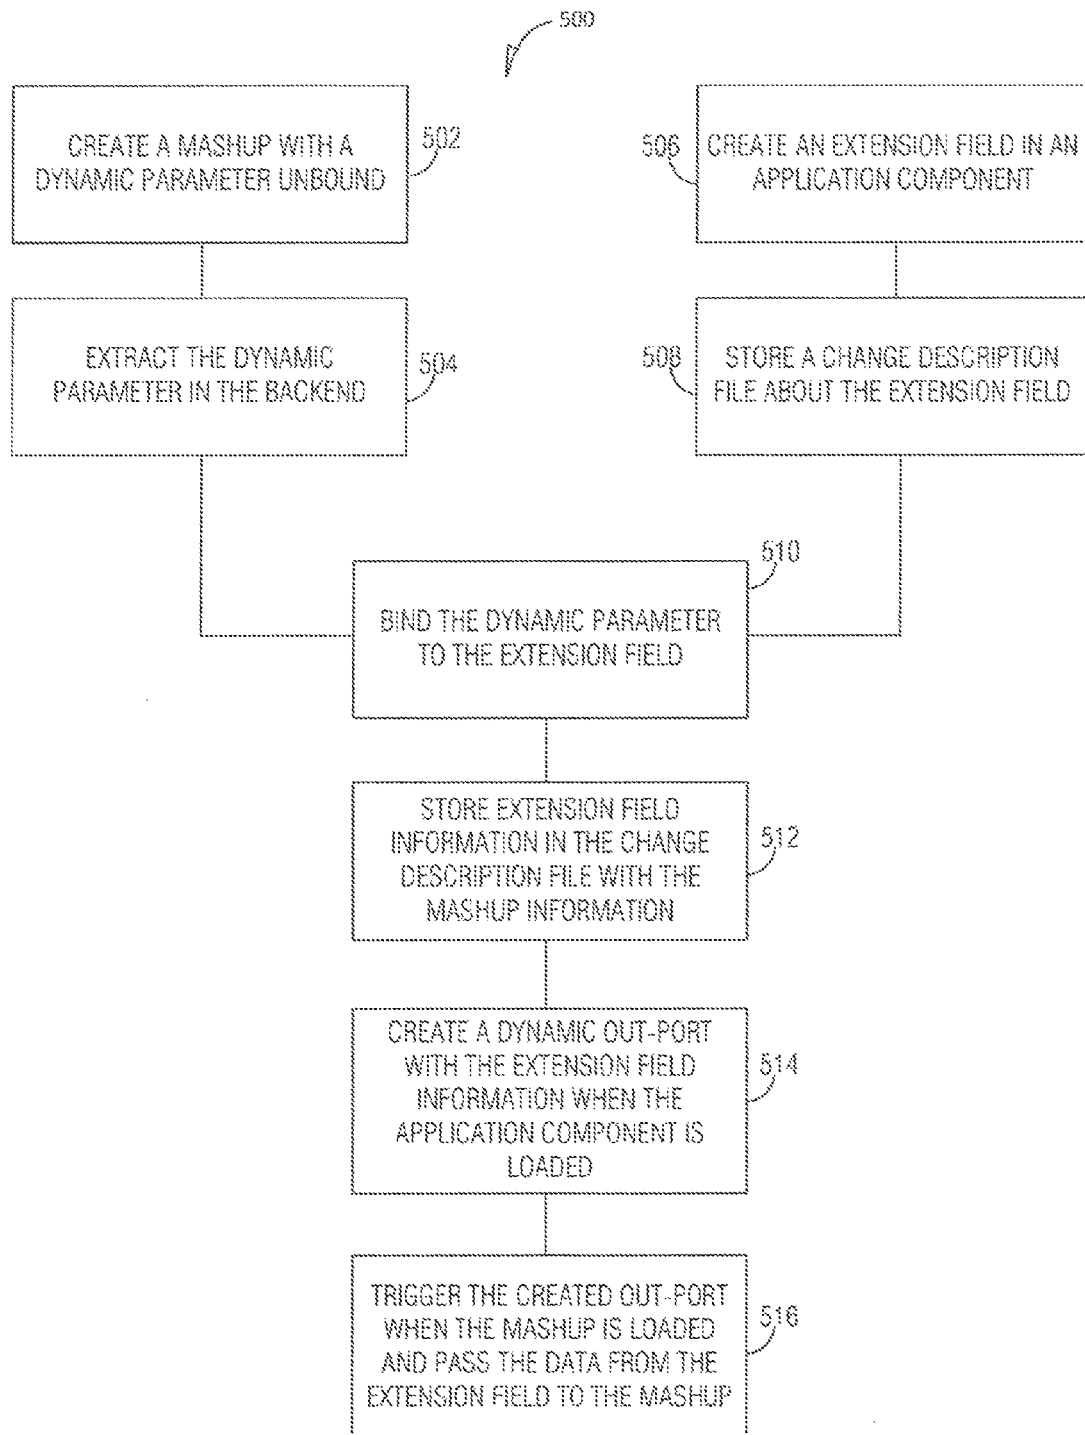 500
CREATE A MASHUP WITH A
DYNAMIC PARAMETER UNBOUND
502
506
CREATE AN EXTENSION FIELD IN AN
APPLICATION COMPONENT
EXTRACT THE DYNAMIC
PARAMETER IN THE BACKEND
504
508
STORE A CHANGE DESCRIPTION
FILE ABOUT THE EXTENSION FIELD
510
BIND THE DYNAMIC PARAMETER
TO THE EXTENSION FIELD
STORE EXTENSION FIELD
INFORMATION IN THE CHANGE
DESCRIPTION FILE WITH THE
MASHUP INFORMATION
512
CREATE A DYNAMIC OUT-PORT
WITH THE EXTENSION FIELD
INFORMATION WHEN THE
APPLICATION COMPONENT IS
LOADED
514
TRIGGER THE CREATED OUT-PORT
WHEN THE MASHUP IS LOADED
AND PASS THE DATA FROM THE
EXTENSION FIELD TO THE MASHUP
516